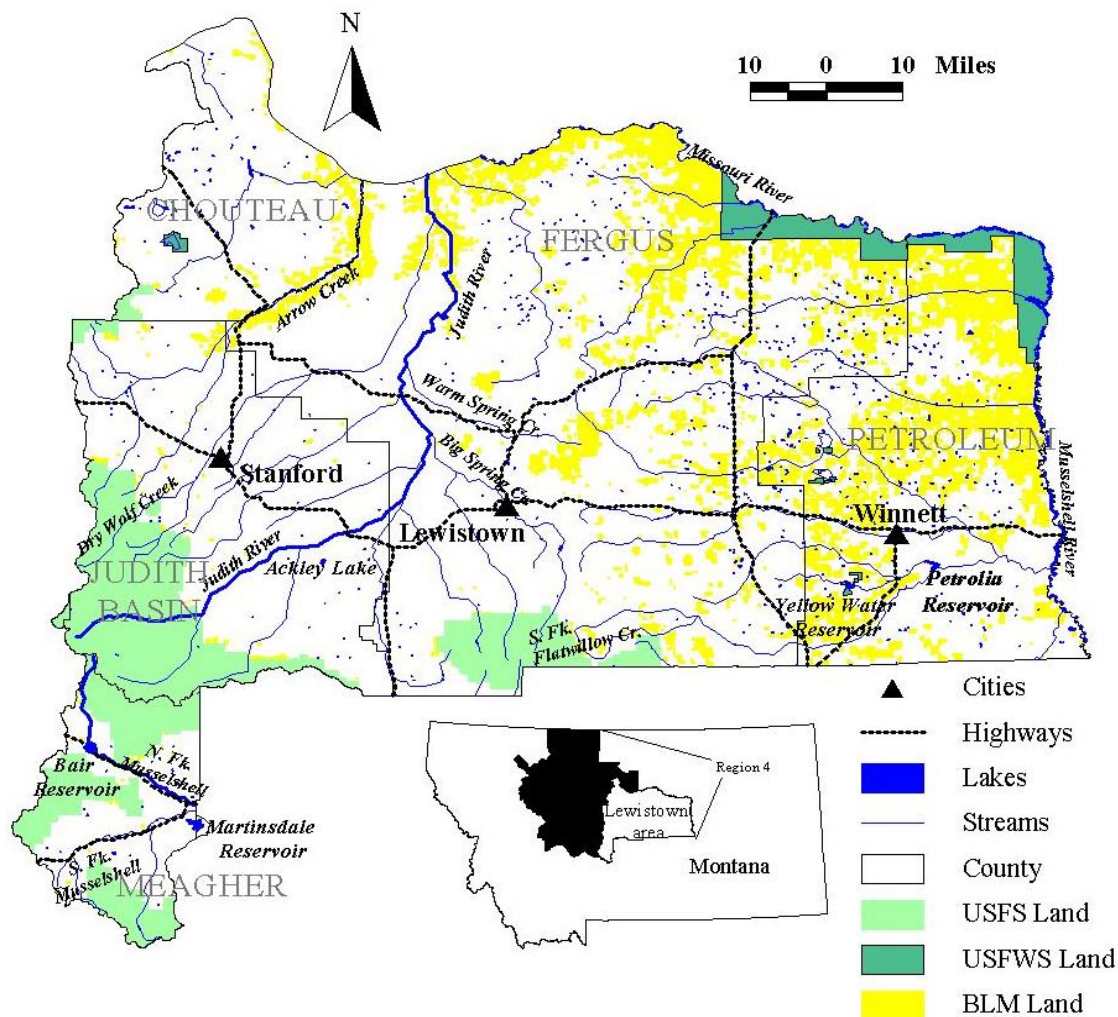 N
10 0 10 Miles
Missouri River
CHOUTEAU
FERGUS
Arrow Creek
Judith River
Warm Spring Cr.
Big Spring Cr.
PETROLEUM
Musselshell River
Stanford
Lewistown
Winnett
Dry Wolf Creek
Judith River
Ackley Lake
JUDITH
BASIN
Petrolia
Reservoir
Yellow Water
Reservoir
S. Fk.
Flatwillow Cr.
N. Fk.
Musselshell
Bair
Reservoir
Martinsdale
Reservoir
S. Fk.
Musselshell
MEAGHER
Region 4
Lewistown
area
Montana
Cities
Highways
Lakes
Streams
County
USFS Land
USFWS Land
BLM Land